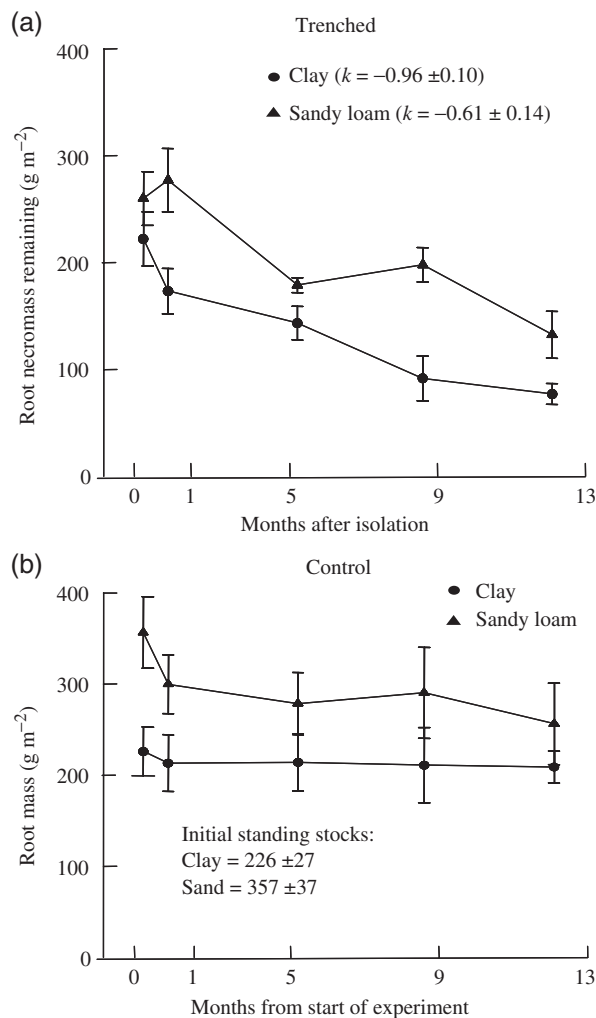 (a)
Trenched
400
300
200
100
0
Root necromass remaining (g m⁻²)
Clay (k = −0.96 ±0.10)
Sandy loam (k = −0.61 ± 0.14)
0 1 5 9 13
Months after isolation
(b)
Control
400
300
200
100
0
Root mass (g m⁻²)
Clay
Sandy loam
Initial standing stocks:
Clay = 226 ±27
Sand = 357 ±37
0 1 5 9 13
Months from start of experiment